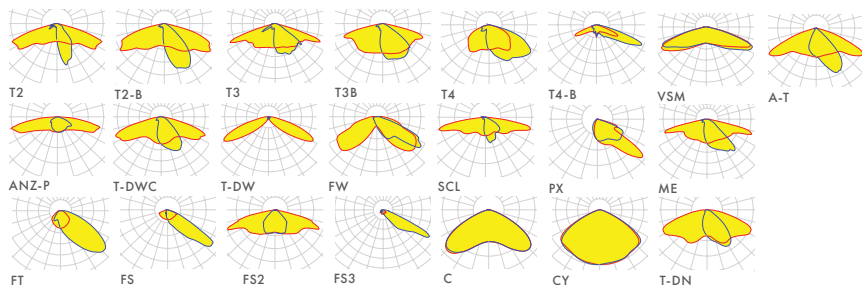 T2 T2-B T3 T3B T4 T4-B VSM A-T
ANZ-P T-DWC T-DW FW SCL PX ME
FT FS FS2 FS3 C CY T-DN